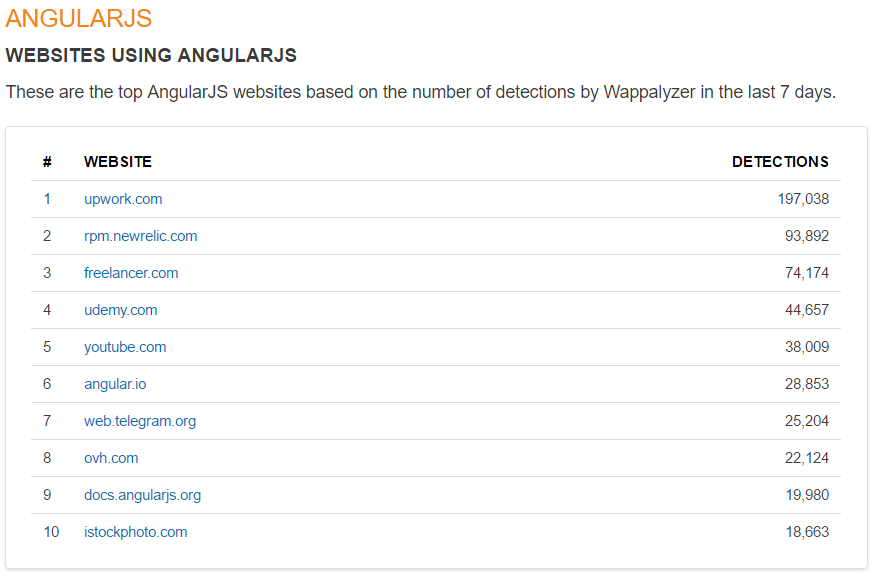 ANGULARJS
WEBSITES USING ANGULARJS
These are the top AngularJS websites based on the number of detections by Wappalyzer in the last 7 days.
# WEBSITE DETECTIONS
1 upwork.com 197,038
2 rpm.newrelic.com 93,892
3 freelancer.com 74,174
4 udemy.com 44,657
5 youtube.com 38,009
6 angular.io 28,853
7 web.telegram.org 25,204
8 ovh.com 22,124
9 docs.angularjs.org 19,980
10 istockphoto.com 18,663